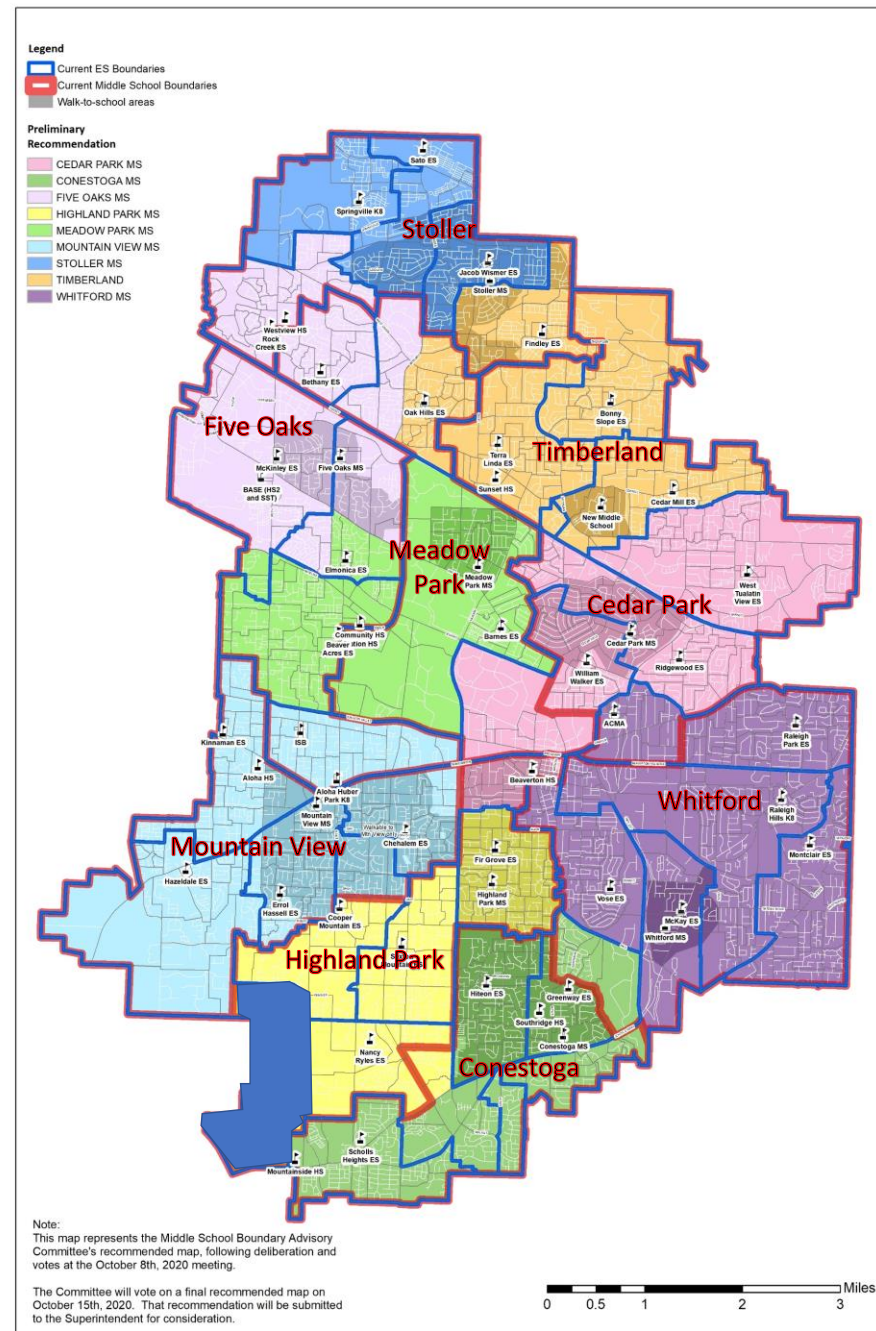 Legend
Current ES Boundaries
Current Middle School Boundaries
Walk-to-school areas
Preliminary
Recommendation
CEDAR PARK MS
CONESTOGA MS
FIVE OAKS MS
HIGHLAND PARK MS
MEADOW PARK MS
MOUNTAIN VIEW MS
STOLLER MS
TIMBERLAND
WHITFORD MS
Sato ES
Springville K8
Stoller
Jacob Wismer ES
Stoller MS
Westview HS
Rock
Creek ES
Findley ES
Bethany ES
Oak Hills ES
Bonny
Slope ES
Five Oaks
Timberland
Terra
Linda ES
McKinley ES
Five Oaks MS
BASE (HS2
and SST)
Sunset HS
Cedar Mill ES
New Middle
School
Meadow
Park
Elmonica ES
Meadow
Park MS
West
Tualatin
View ES
Cedar Park
Community HS
Barnes ES
Cedar Park MS
Acres ES
William
Walker ES
Ridgewood ES
ACMA
Kinnaman ES
ISB
Raleigh
Park ES
Aloha HS
Aloha Huber
Park K8
Beaverton HS
Mountain
View MS
Whitford
Raleigh
Hills K8
Mountain View
Chehalem ES
Montclair ES
Fir Grove ES
Hazeldale ES
Errol
Hassell ES
Highland
Park MS
Vose ES
Cooper
Mountain ES
McKay ES
Whitford MS
Highland Park
Hiteon ES
Greenway ES
Southridge HS
Conestoga MS
Nancy
Ryles ES
Conestoga
Scholls
Heights ES
Mountainside HS
Note:
This map represents the Middle School Boundary Advisory
Committee's recommended map, following deliberation and
votes at the October 8th, 2020 meeting.
The Committee will vote on a final recommended map on
October 15th, 2020. That recommendation will be submitted
to the Superintendent for consideration.
Miles
0 0.5 1 2 3